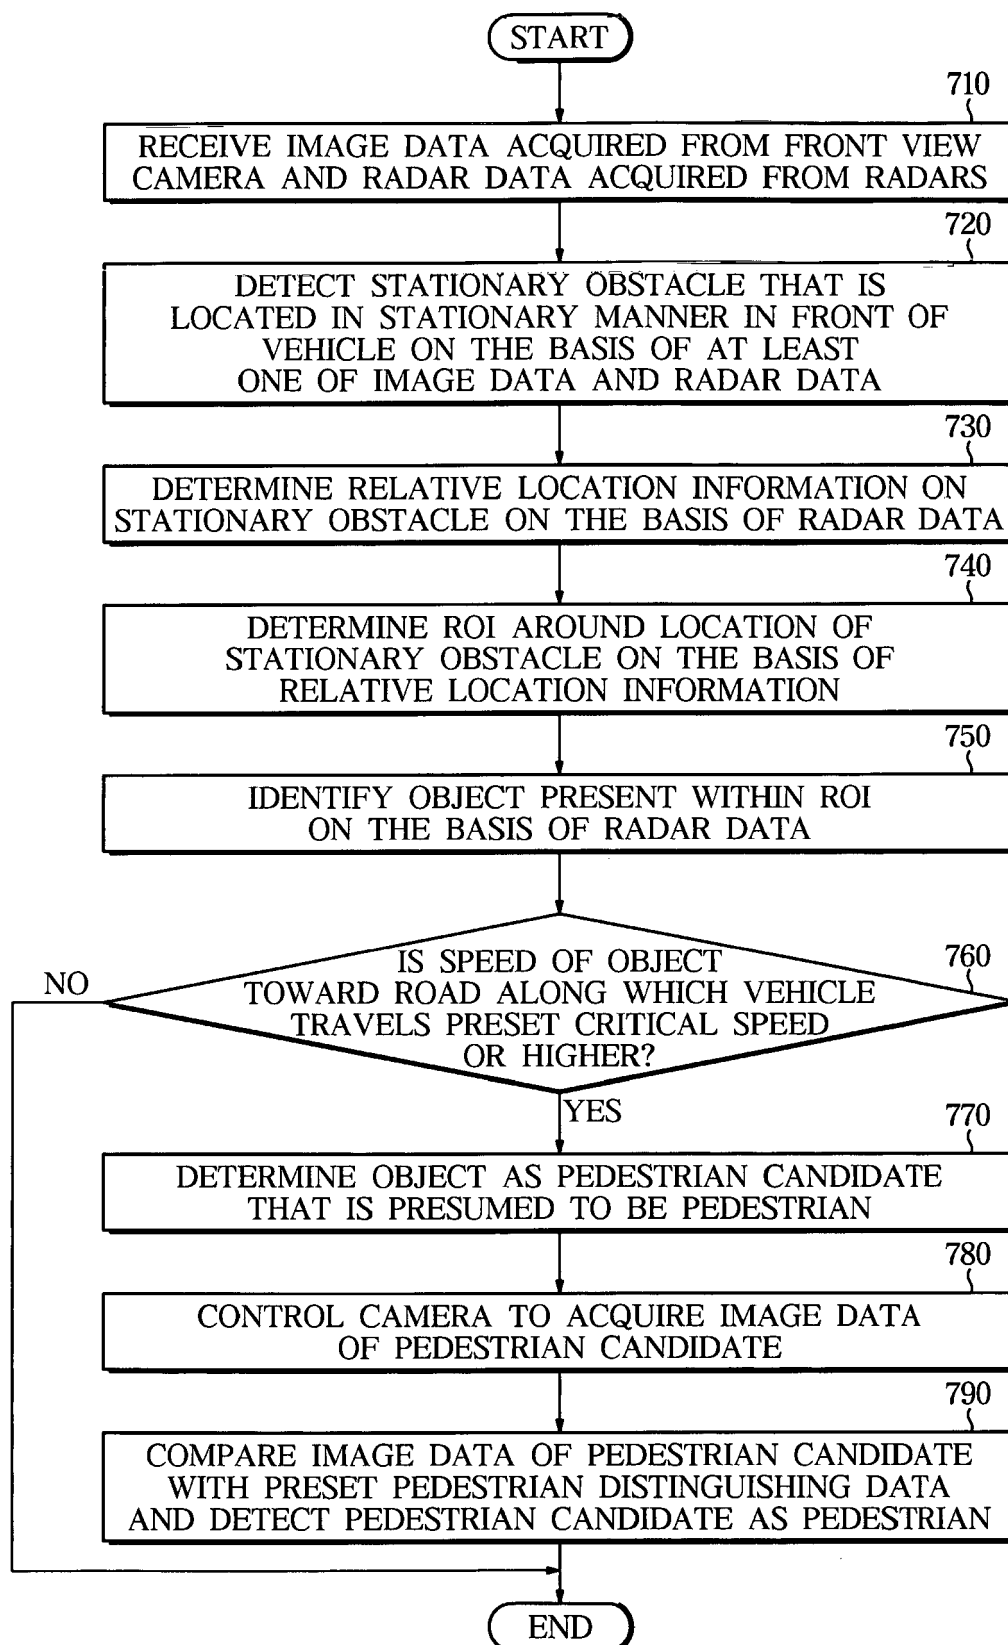 START
710
RECEIVE IMAGE DATA ACQUIRED FROM FRONT VIEW
CAMERA AND RADAR DATA ACQUIRED FROM RADARS
720
DETECT STATIONARY OBSTACLE THAT IS
LOCATED IN STATIONARY MANNER IN FRONT OF
VEHICLE ON THE BASIS OF AT LEAST
ONE OF IMAGE DATA AND RADAR DATA
730
DETERMINE RELATIVE LOCATION INFORMATION ON
STATIONARY OBSTACLE ON THE BASIS OF RADAR DATA
740
DETERMINE ROI AROUND LOCATION OF
STATIONARY OBSTACLE ON THE BASIS OF
RELATIVE LOCATION INFORMATION
750
IDENTIFY OBJECT PRESENT WITHIN ROI
ON THE BASIS OF RADAR DATA
760
IS SPEED OF OBJECT
TOWARD ROAD ALONG WHICH VEHICLE
TRAVELS PRESET CRITICAL SPEED
OR HIGHER?
NO
YES
770
DETERMINE OBJECT AS PEDESTRIAN CANDIDATE
THAT IS PRESUMED TO BE PEDESTRIAN
780
CONTROL CAMERA TO ACQUIRE IMAGE DATA
OF PEDESTRIAN CANDIDATE
790
COMPARE IMAGE DATA OF PEDESTRIAN CANDIDATE
WITH PRESET PEDESTRIAN DISTINGUISHING DATA
AND DETECT PEDESTRIAN CANDIDATE AS PEDESTRIAN
END